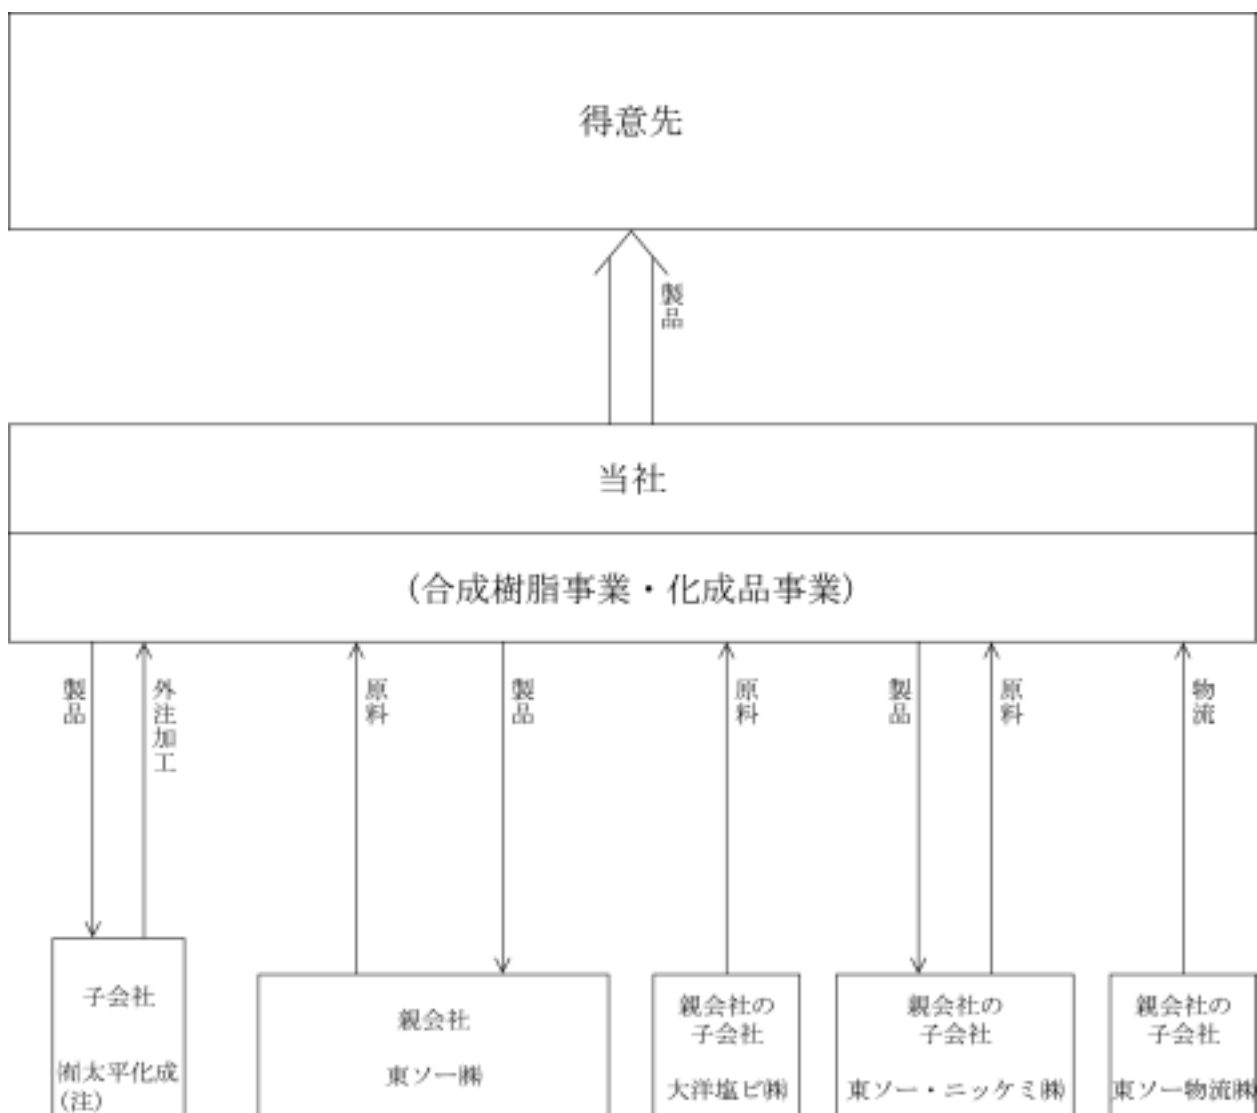 得意先
製品
当社
(合成樹脂事業・化成品事業)
製品
外注加工
原料
製品
原料
製品
原料
物流
子会社
㈲太平化成
(注)
親会社
東ソー㈱
親会社の
子会社
大洋塩ビ㈱
親会社の
子会社
東ソー・ニッケミ㈱
親会社の
子会社
東ソー物流㈱